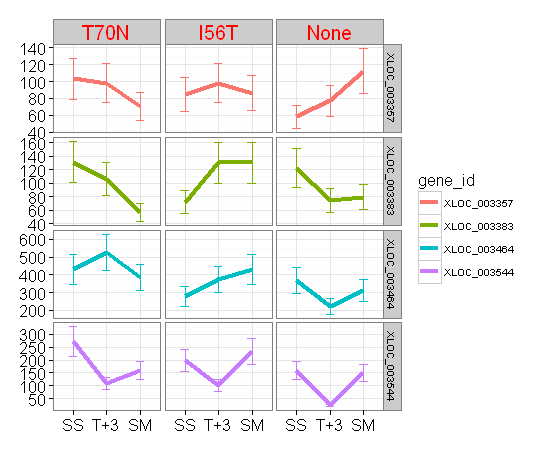 T70N I56T None
140
120
100
80
60
40
XLOC_003357
160
140
120
100
80
60
40
XLOC_003383
600
500
400
300
200
XLOC_003464
300
250
200
150
100
50
XLOC_003544
SS T+3 SM SS T+3 SM SS T+3 SM
gene_id
XLOC_003357
XLOC_003383
XLOC_003464
XLOC_003544